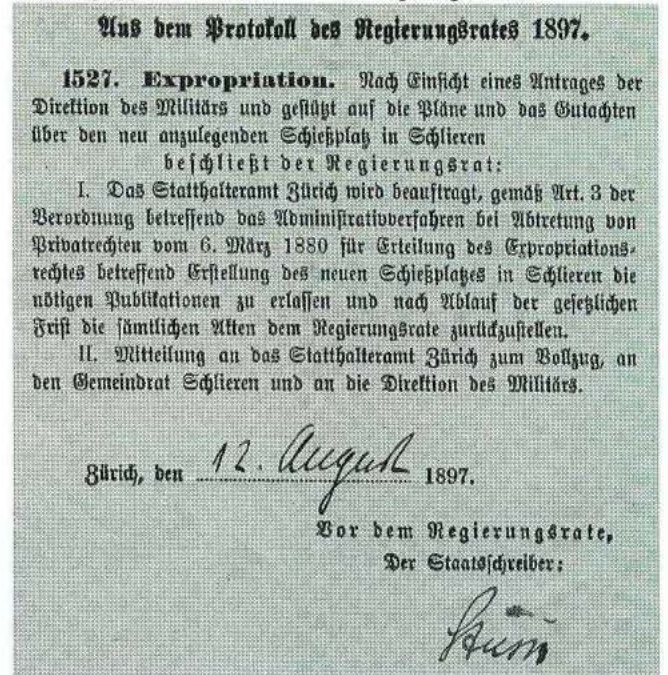 Aus dem Protokoll des Regierungsrates 1897.
1527. Expropriation. Nach Einsicht eines Antrages der
Direktion des Militärs und gestützt auf die Pläne und das Gutachten
über den neu anzulegenden Schießplatz in Schlieren
beschließt der Regierungsrat:
I. Das Statthalteramt Zürich wird beauftragt, gemäß Art. 3 der
Verordnung betreffend das Administrativverfahren bei Abtretung von
Privatrechten vom 6. März 1880 für Erteilung des Expropriations-
rechtes betreffend Erstellung des neuen Schießplatzes in Schlieren die
nötigen Publikationen zu erlassen und nach Ablauf der gesetzlichen
Frist die sämtlichen Akten dem Regierungsrate zurückzustellen.
II. Mitteilung an das Statthalteramt Zürich zum Vollzug, an
den Gemeindrat Schlieren und an die Direktion des Militärs.
Zürich, den 12. August 1897.
Vor dem Regierungsrate,
Der Staatsschreiber: